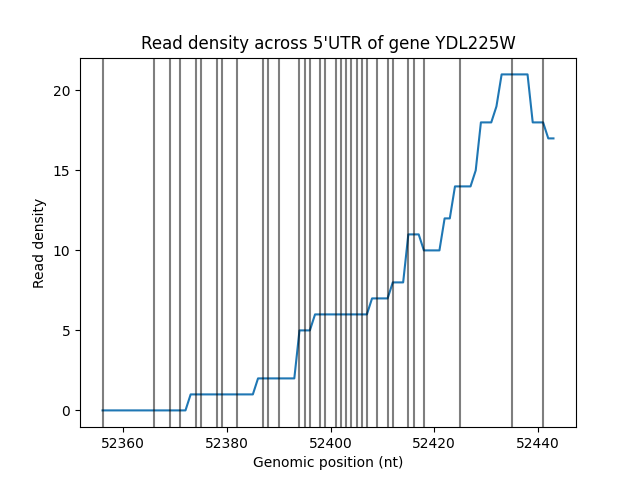 Read density across 5'UTR of gene YDL225W
Read density
20
15
10
5
0
52360 52380 52400 52420 52440
Genomic position (nt)